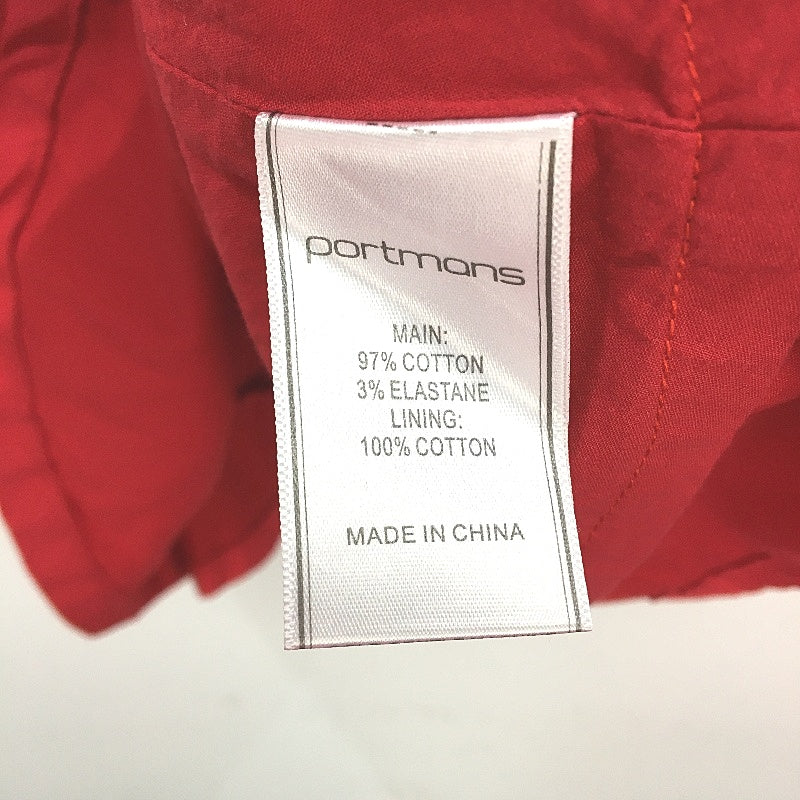 portmans
MAIN:
97% COTTON
3% ELASTANE
LINING:
100% COTTON
MADE IN CHINA